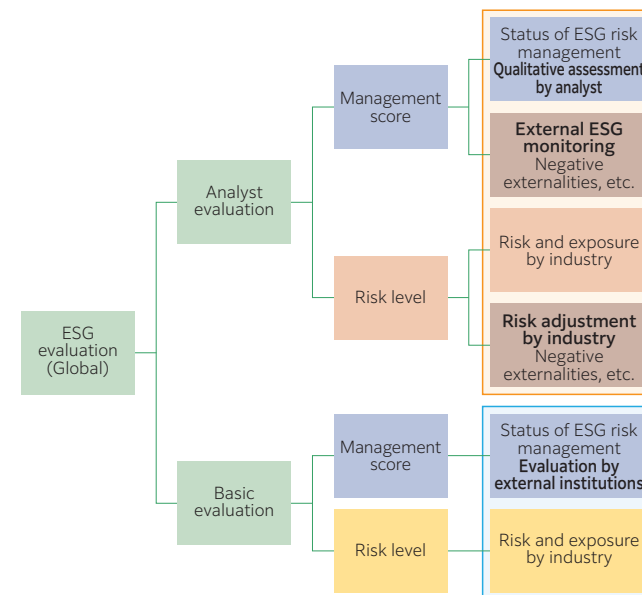 Status of ESG risk
management
Qualitative assessment
by analyst
Management
score
External ESG
monitoring
Negative
externalities, etc.
Analyst
evaluation
Risk and exposure
by industry
Risk level
Risk adjustment
by industry
Negative
externalities, etc.
ESG
evaluation
(Global)
Status of ESG risk
management
Evaluation by
external institutions
Management
score
Basic
evaluation
Risk level
Risk and exposure
by industry